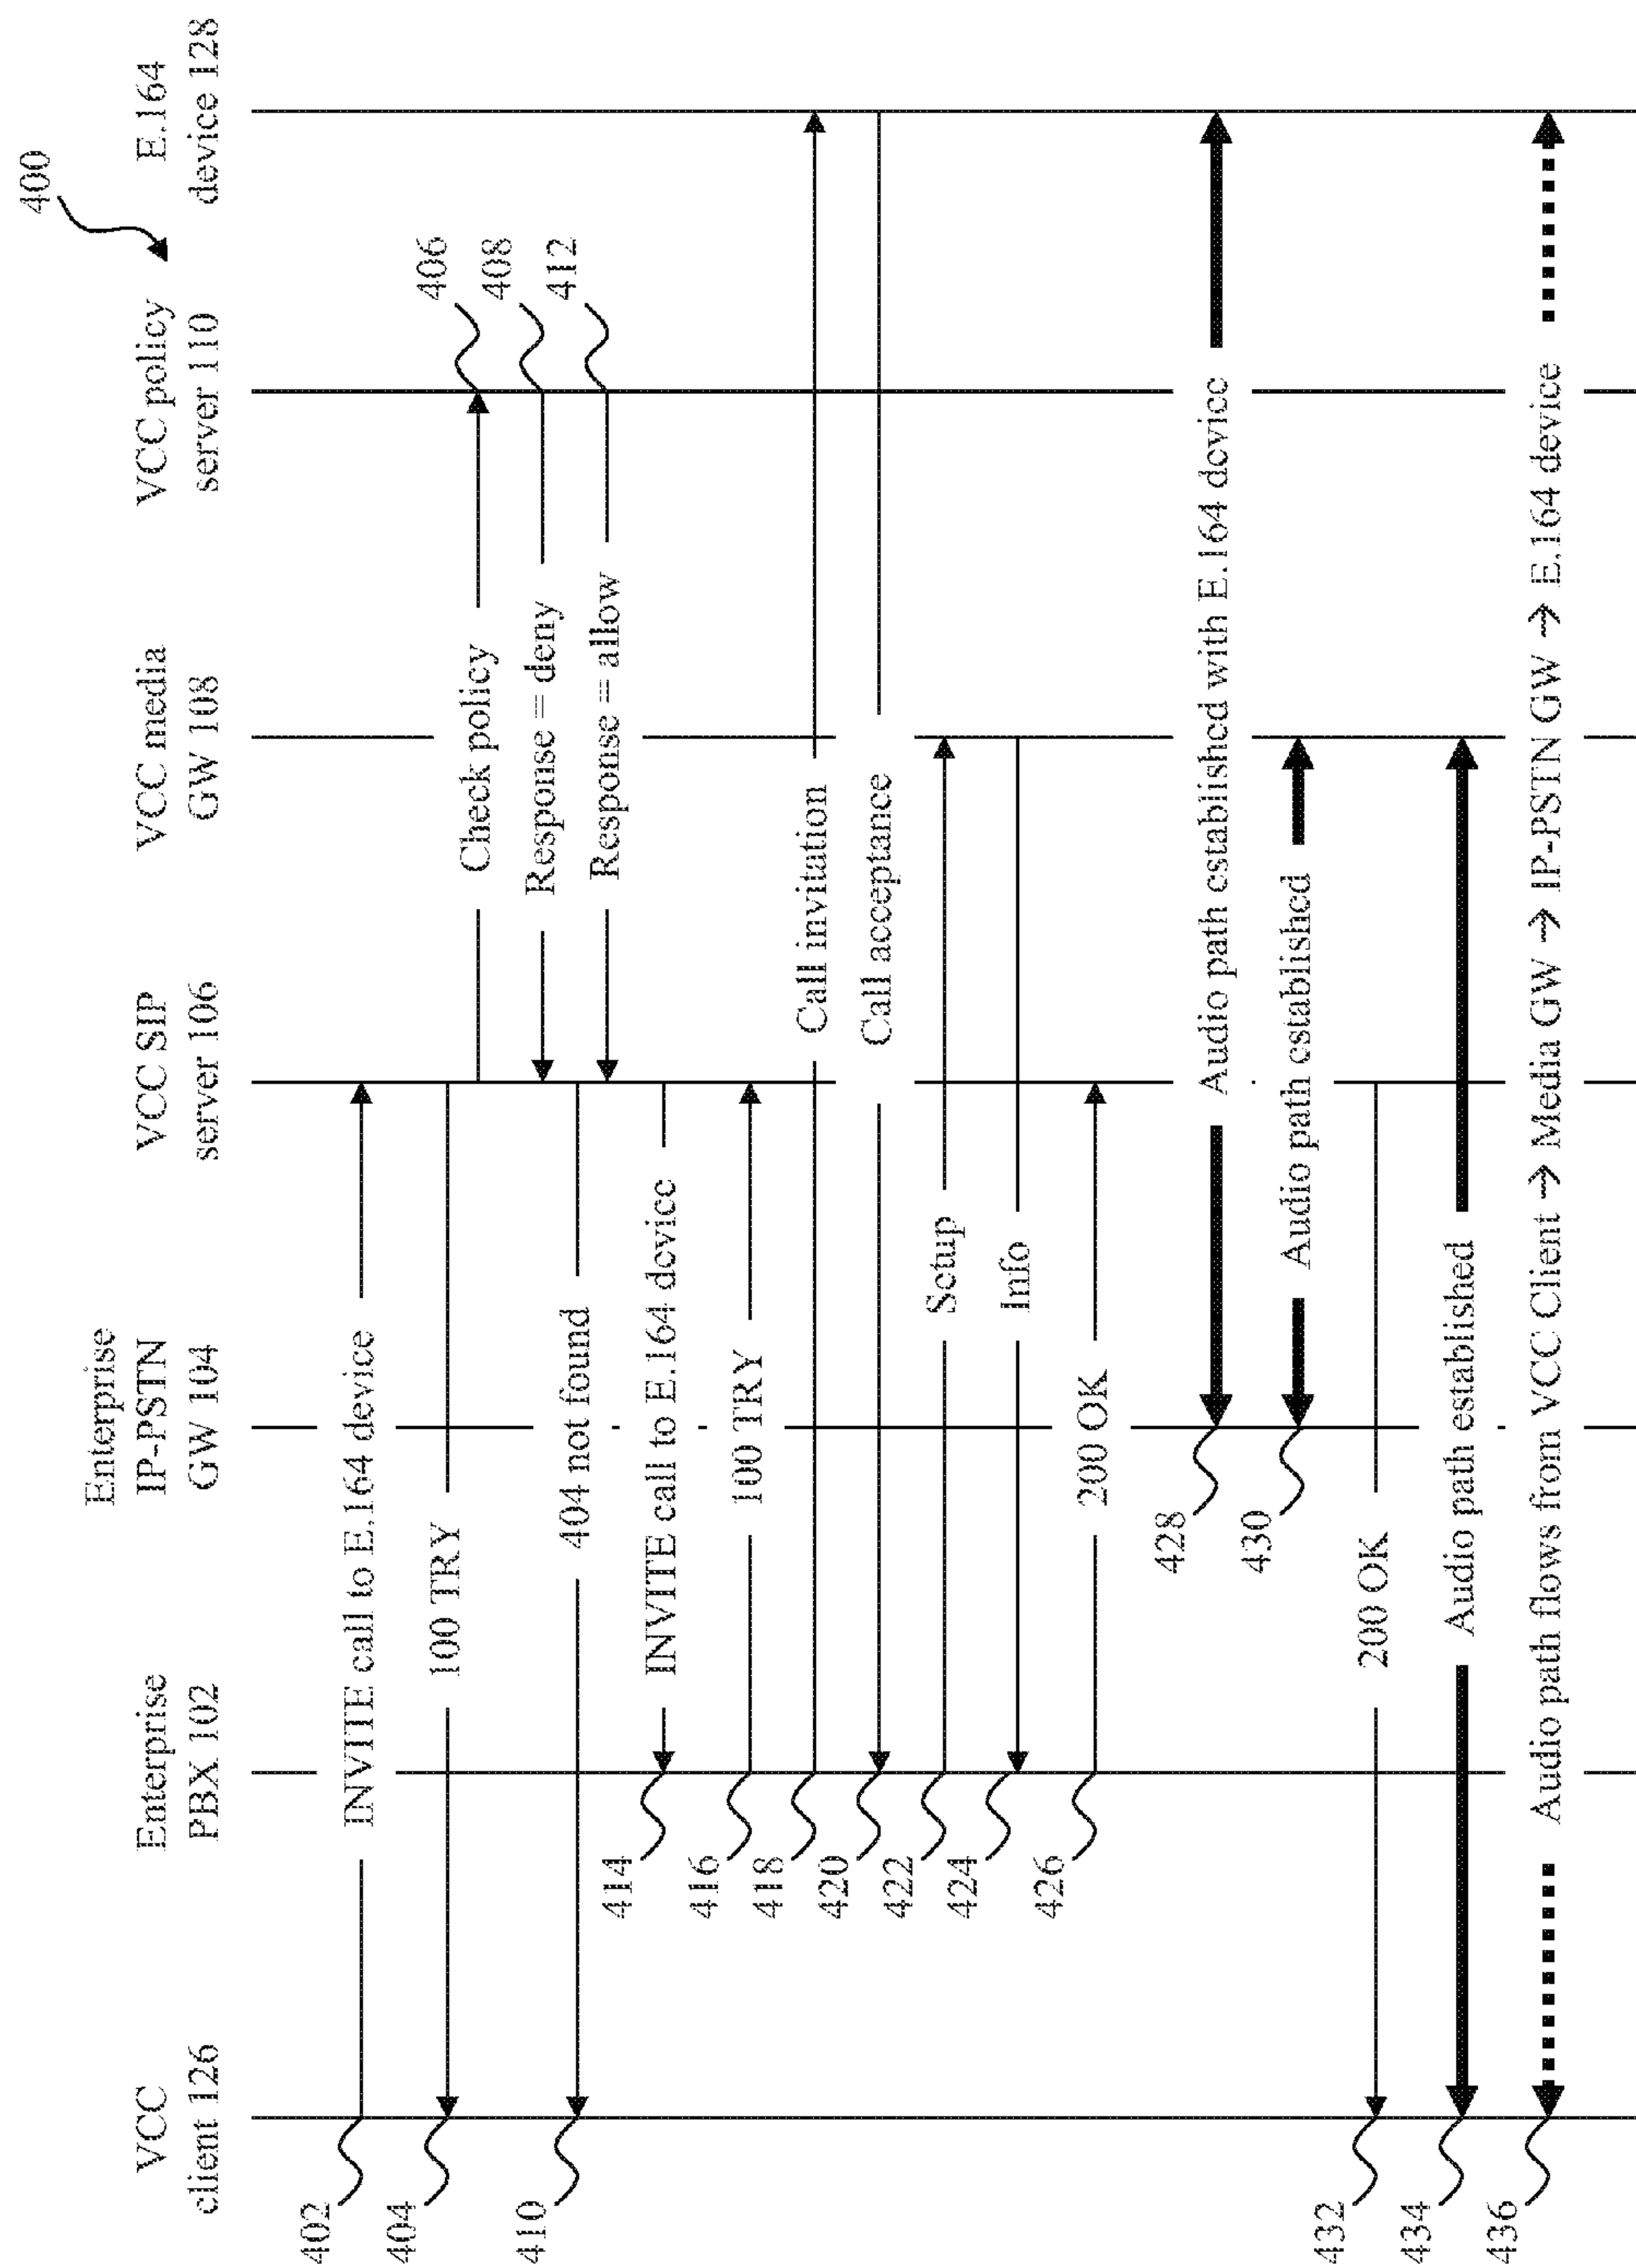 400
VCC
client 126
Enterprise
PBX 102
Enterprise
IP-PSTN
GW 104
VCC SIP
server 106
VCC media
GW 108
VCC policy
server 110
E.164
device 128
402
INVITE call to E.164 device
404
100 TRY
Check policy
406
Response = deny
408
410
404 not found
Response = allow
412
414
INVITE call to E.164 device
416
100 TRY
418
Call invitation
420
Call acceptance
422
Setup
424
Info
426
200 OK
428
Audio path established with E.164 device
430
Audio path established
432
200 OK
434
Audio path established
436
Audio path flows from VCC Client → Media GW → IP-PSTN GW → E.164 device